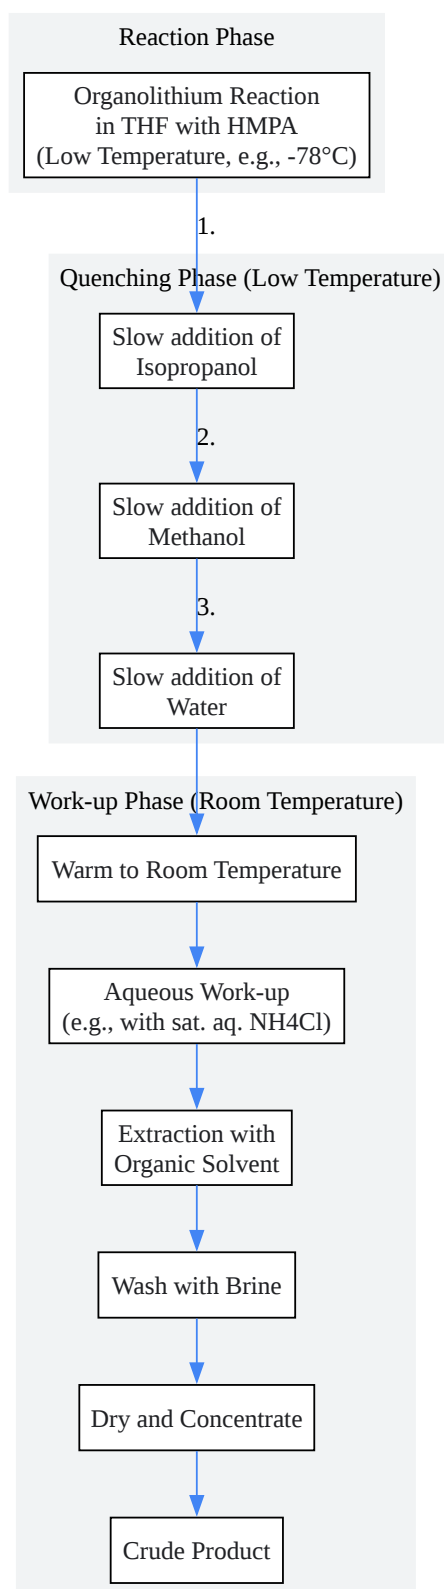 Reaction Phase
Organolithium Reaction
in THF with HMPA
(Low Temperature, e.g., -78°C)
1.
Quenching Phase (Low Temperature)
Slow addition of
Isopropanol
2.
Slow addition of
Methanol
3.
Slow addition of
Water
Work-up Phase (Room Temperature)
Warm to Room Temperature
Aqueous Work-up
(e.g., with sat. aq. NH4Cl)
Extraction with
Organic Solvent
Wash with Brine
Dry and Concentrate
Crude Product